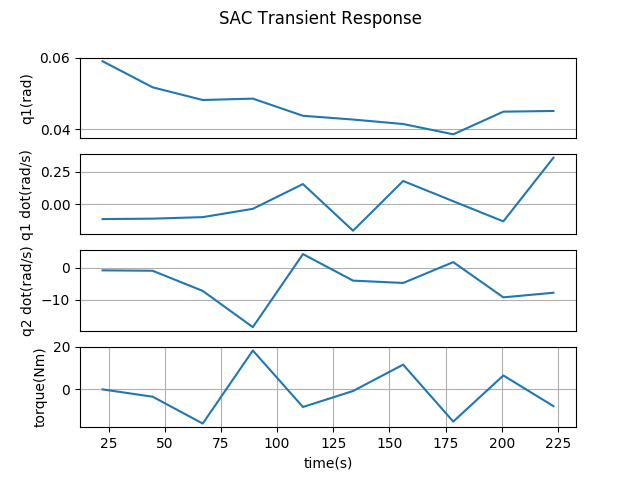 SAC Transient Response
0.06
0.04
q1(rad)
0.25
0.00
q1 dot(rad/s)
0
−10
q2 dot(rad/s)
20
0
torque(Nm)
25 50 75 100 125 150 175 200 225
time(s)